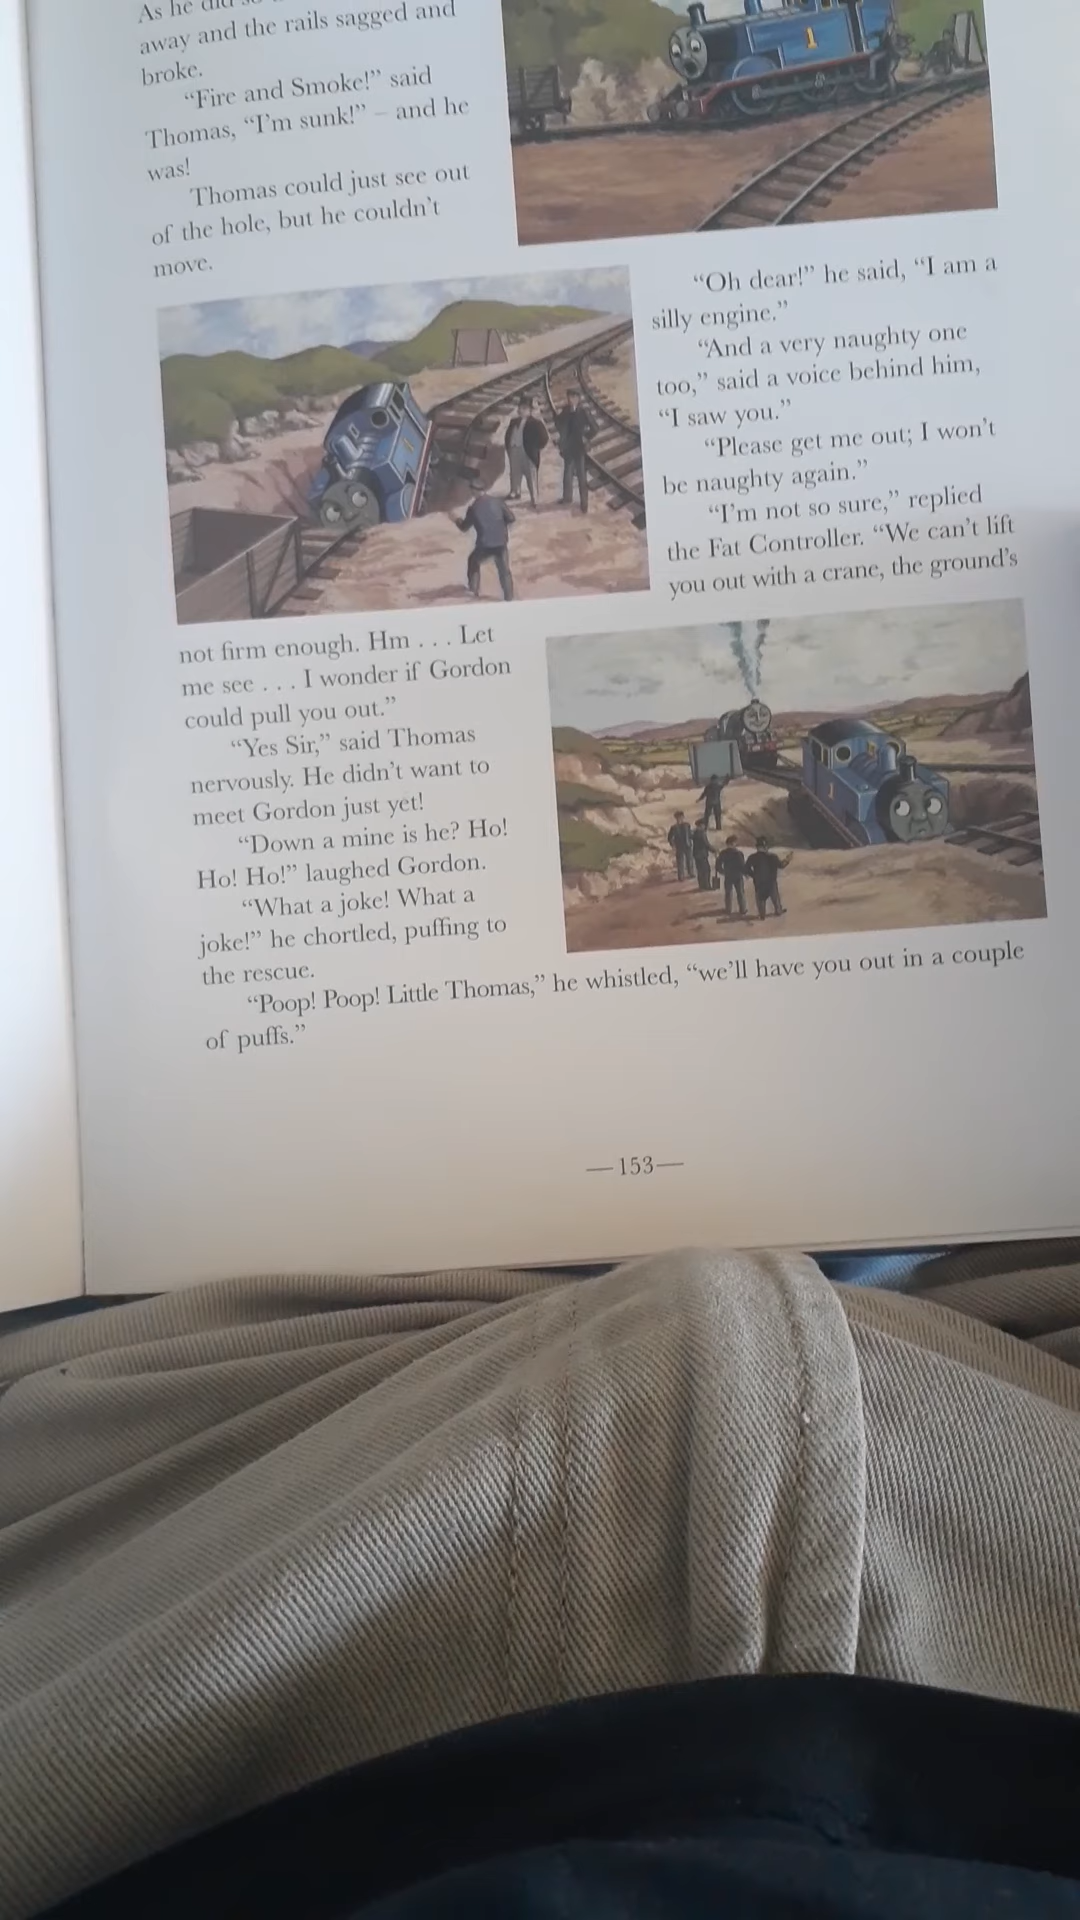 As he did so
away and the rails sagged and
broke.
“Fire and Smoke!” said
Thomas, “I'm sunk!” – and he
was!
Thomas could just see out
of the hole, but he couldn't
move.
1
“Oh dear!” he said, “I am a
silly engine.”
“And a very naughty one
too,” said a voice behind him,
“I saw you.”
“Please get me out; I won't
be naughty again.”
“I'm not so sure,” replied
the Fat Controller. “We can't lift
you out with a crane, the ground's
not firm enough. Hm . . . Let
me see . . . I wonder if Gordon
could pull you out.”
“Yes Sir,” said Thomas
nervously. He didn't want to
meet Gordon just yet!
“Down a mine is he? Ho!
Ho! Ho!” laughed Gordon.
“What a joke! What a
joke!” he chortled, puffing to
the rescue.
“Poop! Poop! Little Thomas,” he whistled, “we'll have you out in a couple
of puffs.”
1
—153—